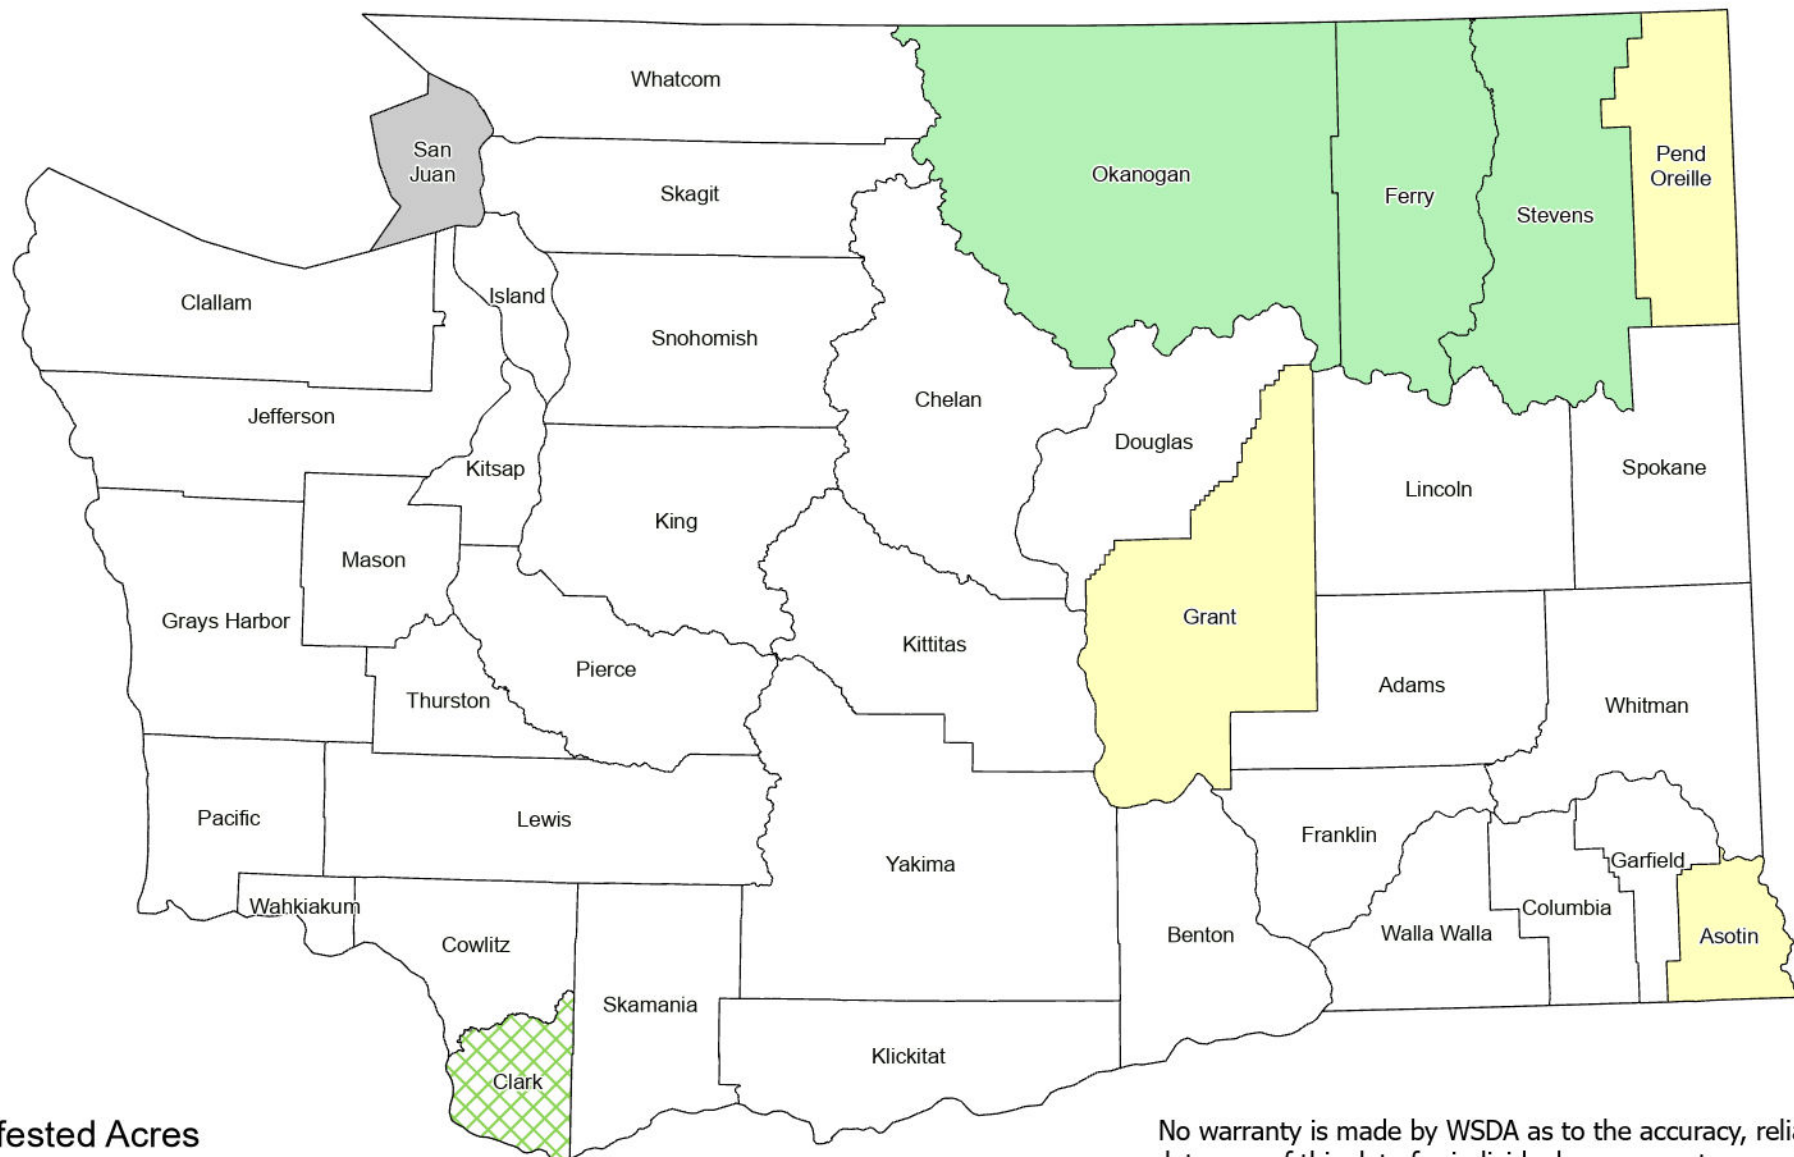 Whatcom
San
Juan
Skagit
Okanogan
Ferry
Stevens
Pend
Oreille
Clallam
Island
Snohomish
Jefferson
Chelan
Douglas
Kitsap
King
Lincoln
Spokane
Mason
Grays Harbor
Grant
Kittitas
Pierce
Thurston
Adams
Whitman
Pacific
Lewis
Yakima
Franklin
Garfield
Wahkiakum
Columbia
Cowlitz
Benton
Walla Walla
Asotin
Skamania
Klickitat
Clark
fested Acres
No warranty is made by WSDA as to the accuracy, relia